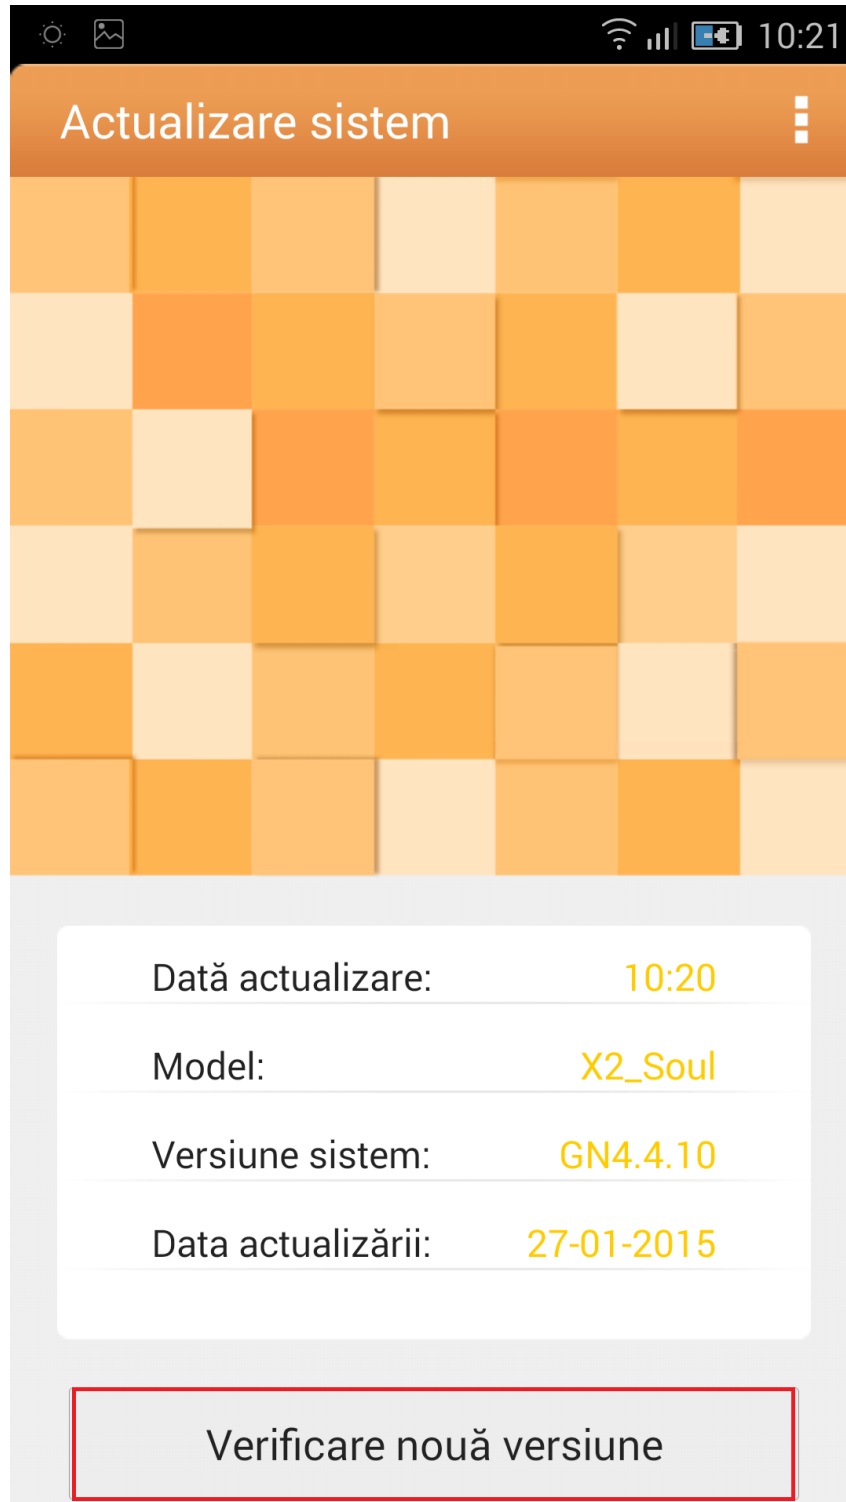 10:21
Actualizare sistem
Dată actualizare: 10:20
Model: X2_Soul
Versiune sistem: GN4.4.10
Data actualizării: 27-01-2015
Verificare nouă versiune